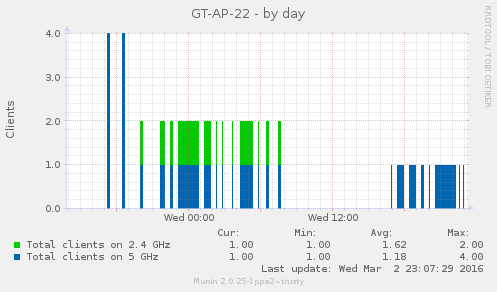 GT-AP-22 - by day
RRDTOOL / TOBI OETIKER
Clients
4.0
3.0
2.0
1.0
0.0
Wed 00:00 Wed 12:00
Cur: Min: Avg: Max:
Total clients on 2.4 GHz 1.00 1.00 1.62 2.00
Total clients on 5 GHz 1.00 1.00 1.18 4.00
Last update: Wed Mar 2 23:07:29 2016
Munin 2.0.25-1ppa2~trusty